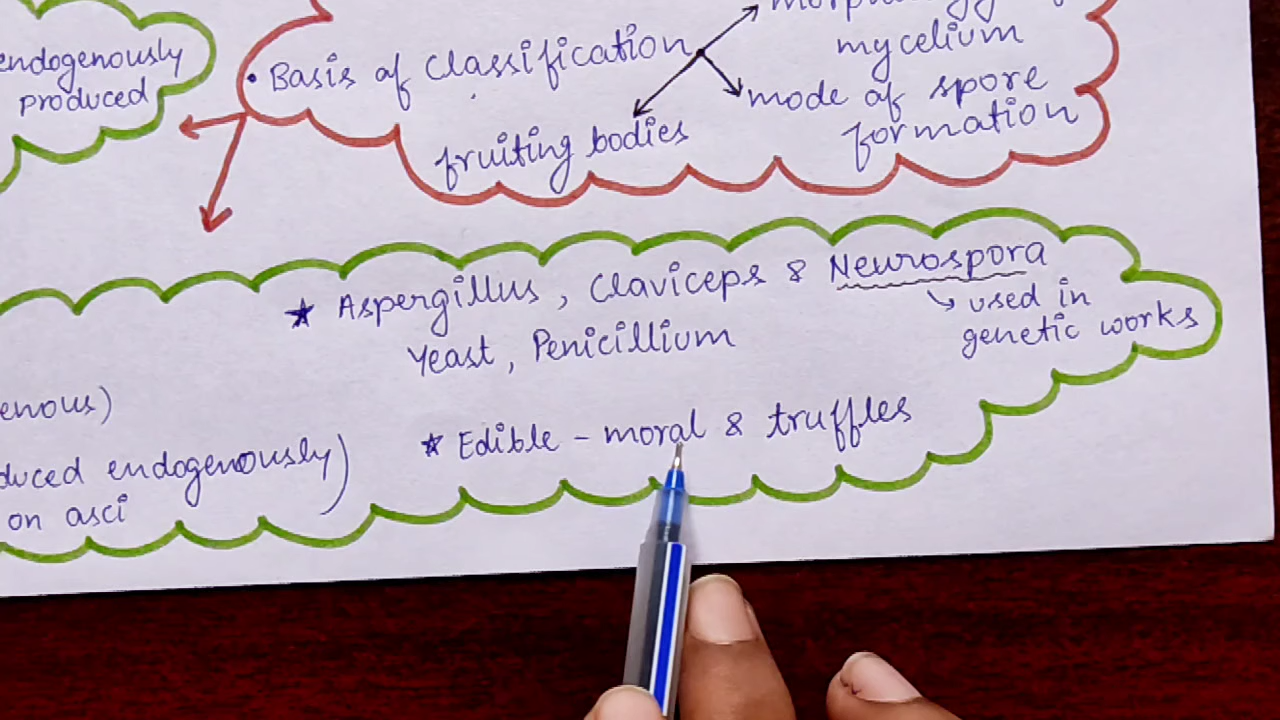 endogenously
produced
• Basis of Classification
mycelium
mode of spore
formation
fruiting bodies
★ Aspergillus, Claviceps & Neurospora
↳ used in
genetic works
Yeast, Penicillium
enous)
duced endogenously)
on asci
★ Edible - moral & truffles